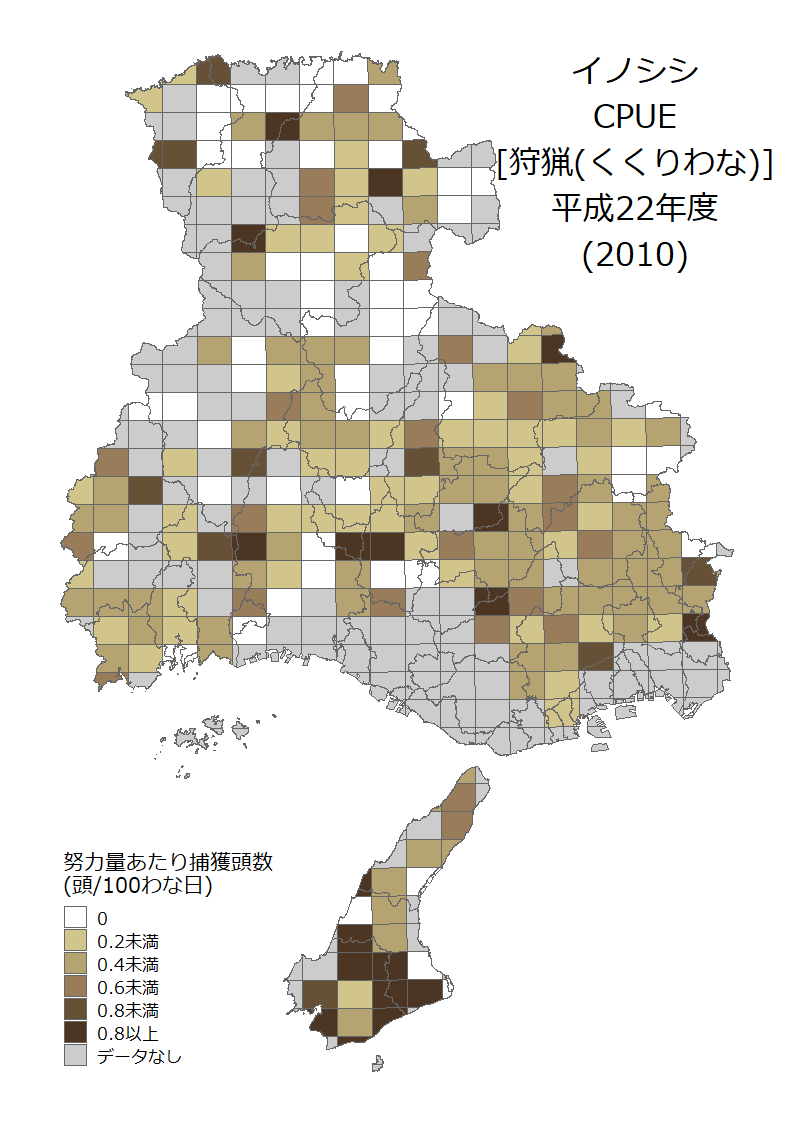 イノシシ
CPUE
[狩猟(くくりわな)]
平成22年度
(2010)
努力量あたり捕獲頭数
(頭/100わな日)
0
0.2未満
0.4未満
0.6未満
0.8未満
0.8以上
データなし